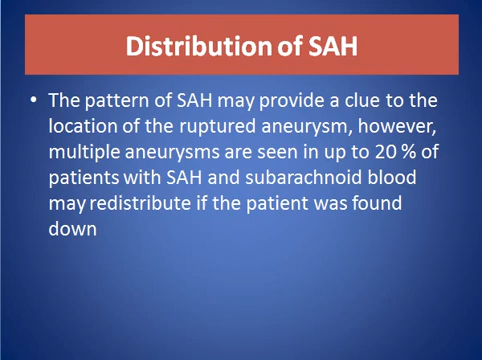 Distribution of SAH
• The pattern of SAH may provide a clue to the
location of the ruptured aneurysm, however,
multiple aneurysms are seen in up to 20 % of
patients with SAH and subarachnoid blood
may redistribute if the patient was found
down